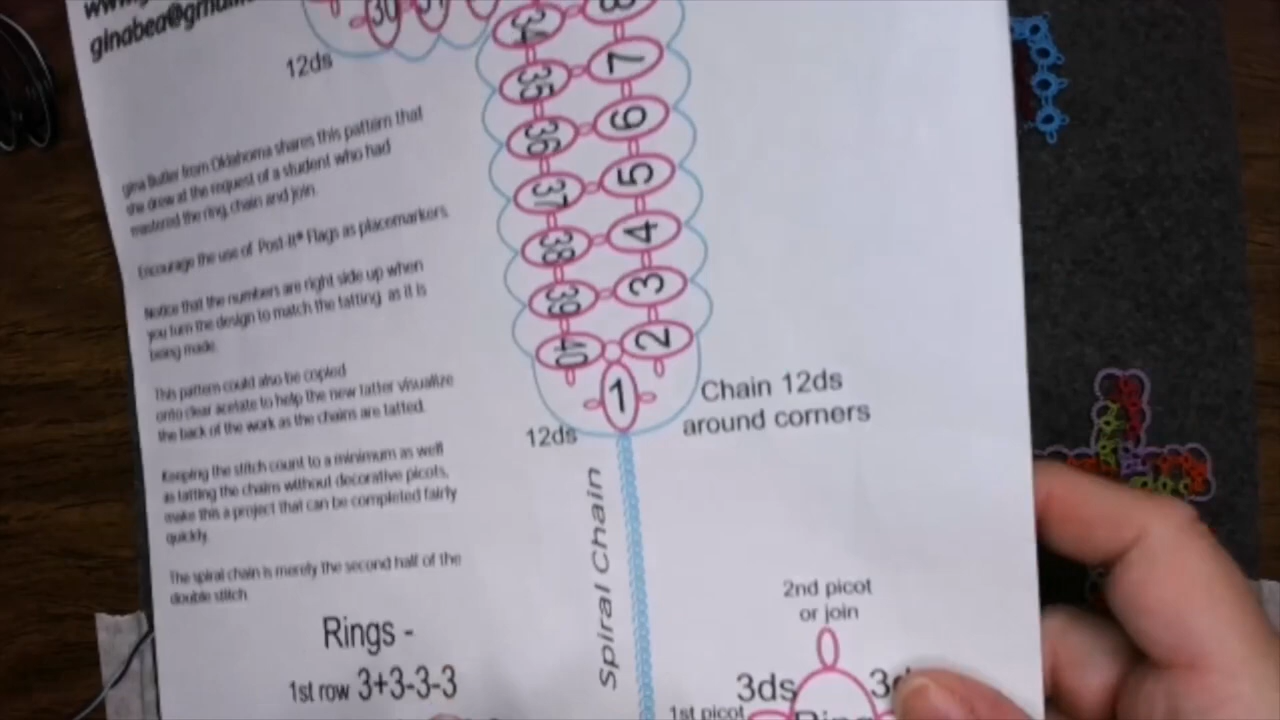 12ds
gina Butler from Oklahoma shares this pattern that
she drew at the request of a student who had
mastered the ring, chain and join.
Encourage the use of Post-it® Flags as placemarkers.
Notice that the numbers are right side up when
you turn the design to match the tatting as it is
being made.
This pattern could also be copied
onto clear acetate to help the new tatter visualize
the back of the work as the chains are tatted.
Keeping the stitch count to a minimum as well
as tatting the chains without decorative picots,
make this a project that can be completed fairly
quickly.
The spiral chain is merely the second half of the
double stitch
Rings -
1st row 3+3-3-3
30
34
35
36
37
38
39
40
8
7
6
5
4
3
2
1
12ds
Chain 12ds
around corners
Spiral Chain
2nd picot
or join
3ds
1st picot